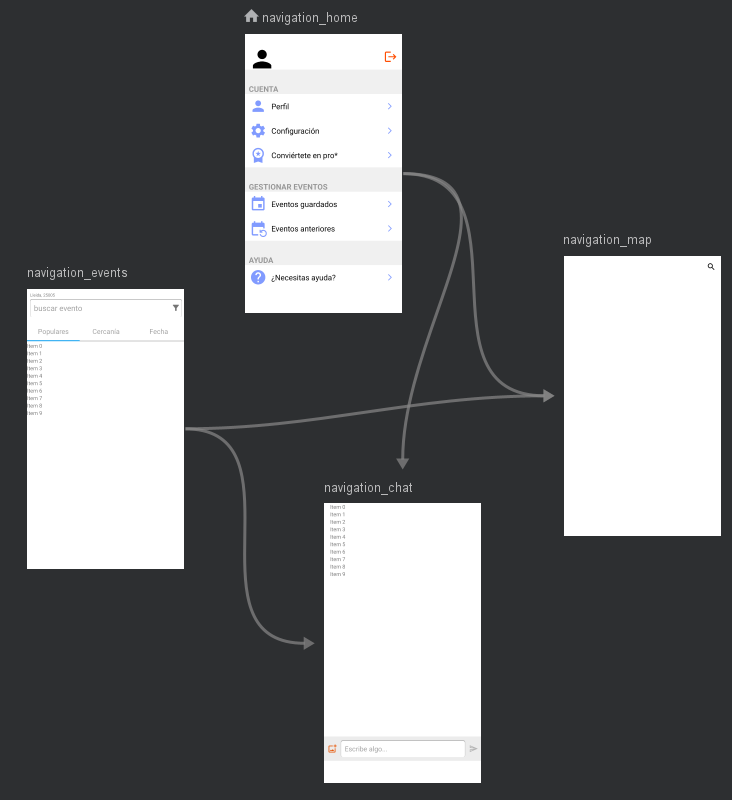 navigation_home
CUENTA
Perfil
Configuración
Conviértete en pro*
GESTIONAR EVENTOS
Eventos guardados
Eventos anteriores
AYUDA
¿Necesitas ayuda?
navigation_map
navigation_events
buscar evento
Populares Cercanía Fecha
Item 0
Item 1
Item 2
Item 3
Item 4
Item 5
Item 6
Item 7
Item 8
Item 9
navigation_chat
Item 0
Item 1
Item 2
Item 3
Item 4
Item 5
Item 6
Item 7
Item 8
Item 9
Escribe algo...